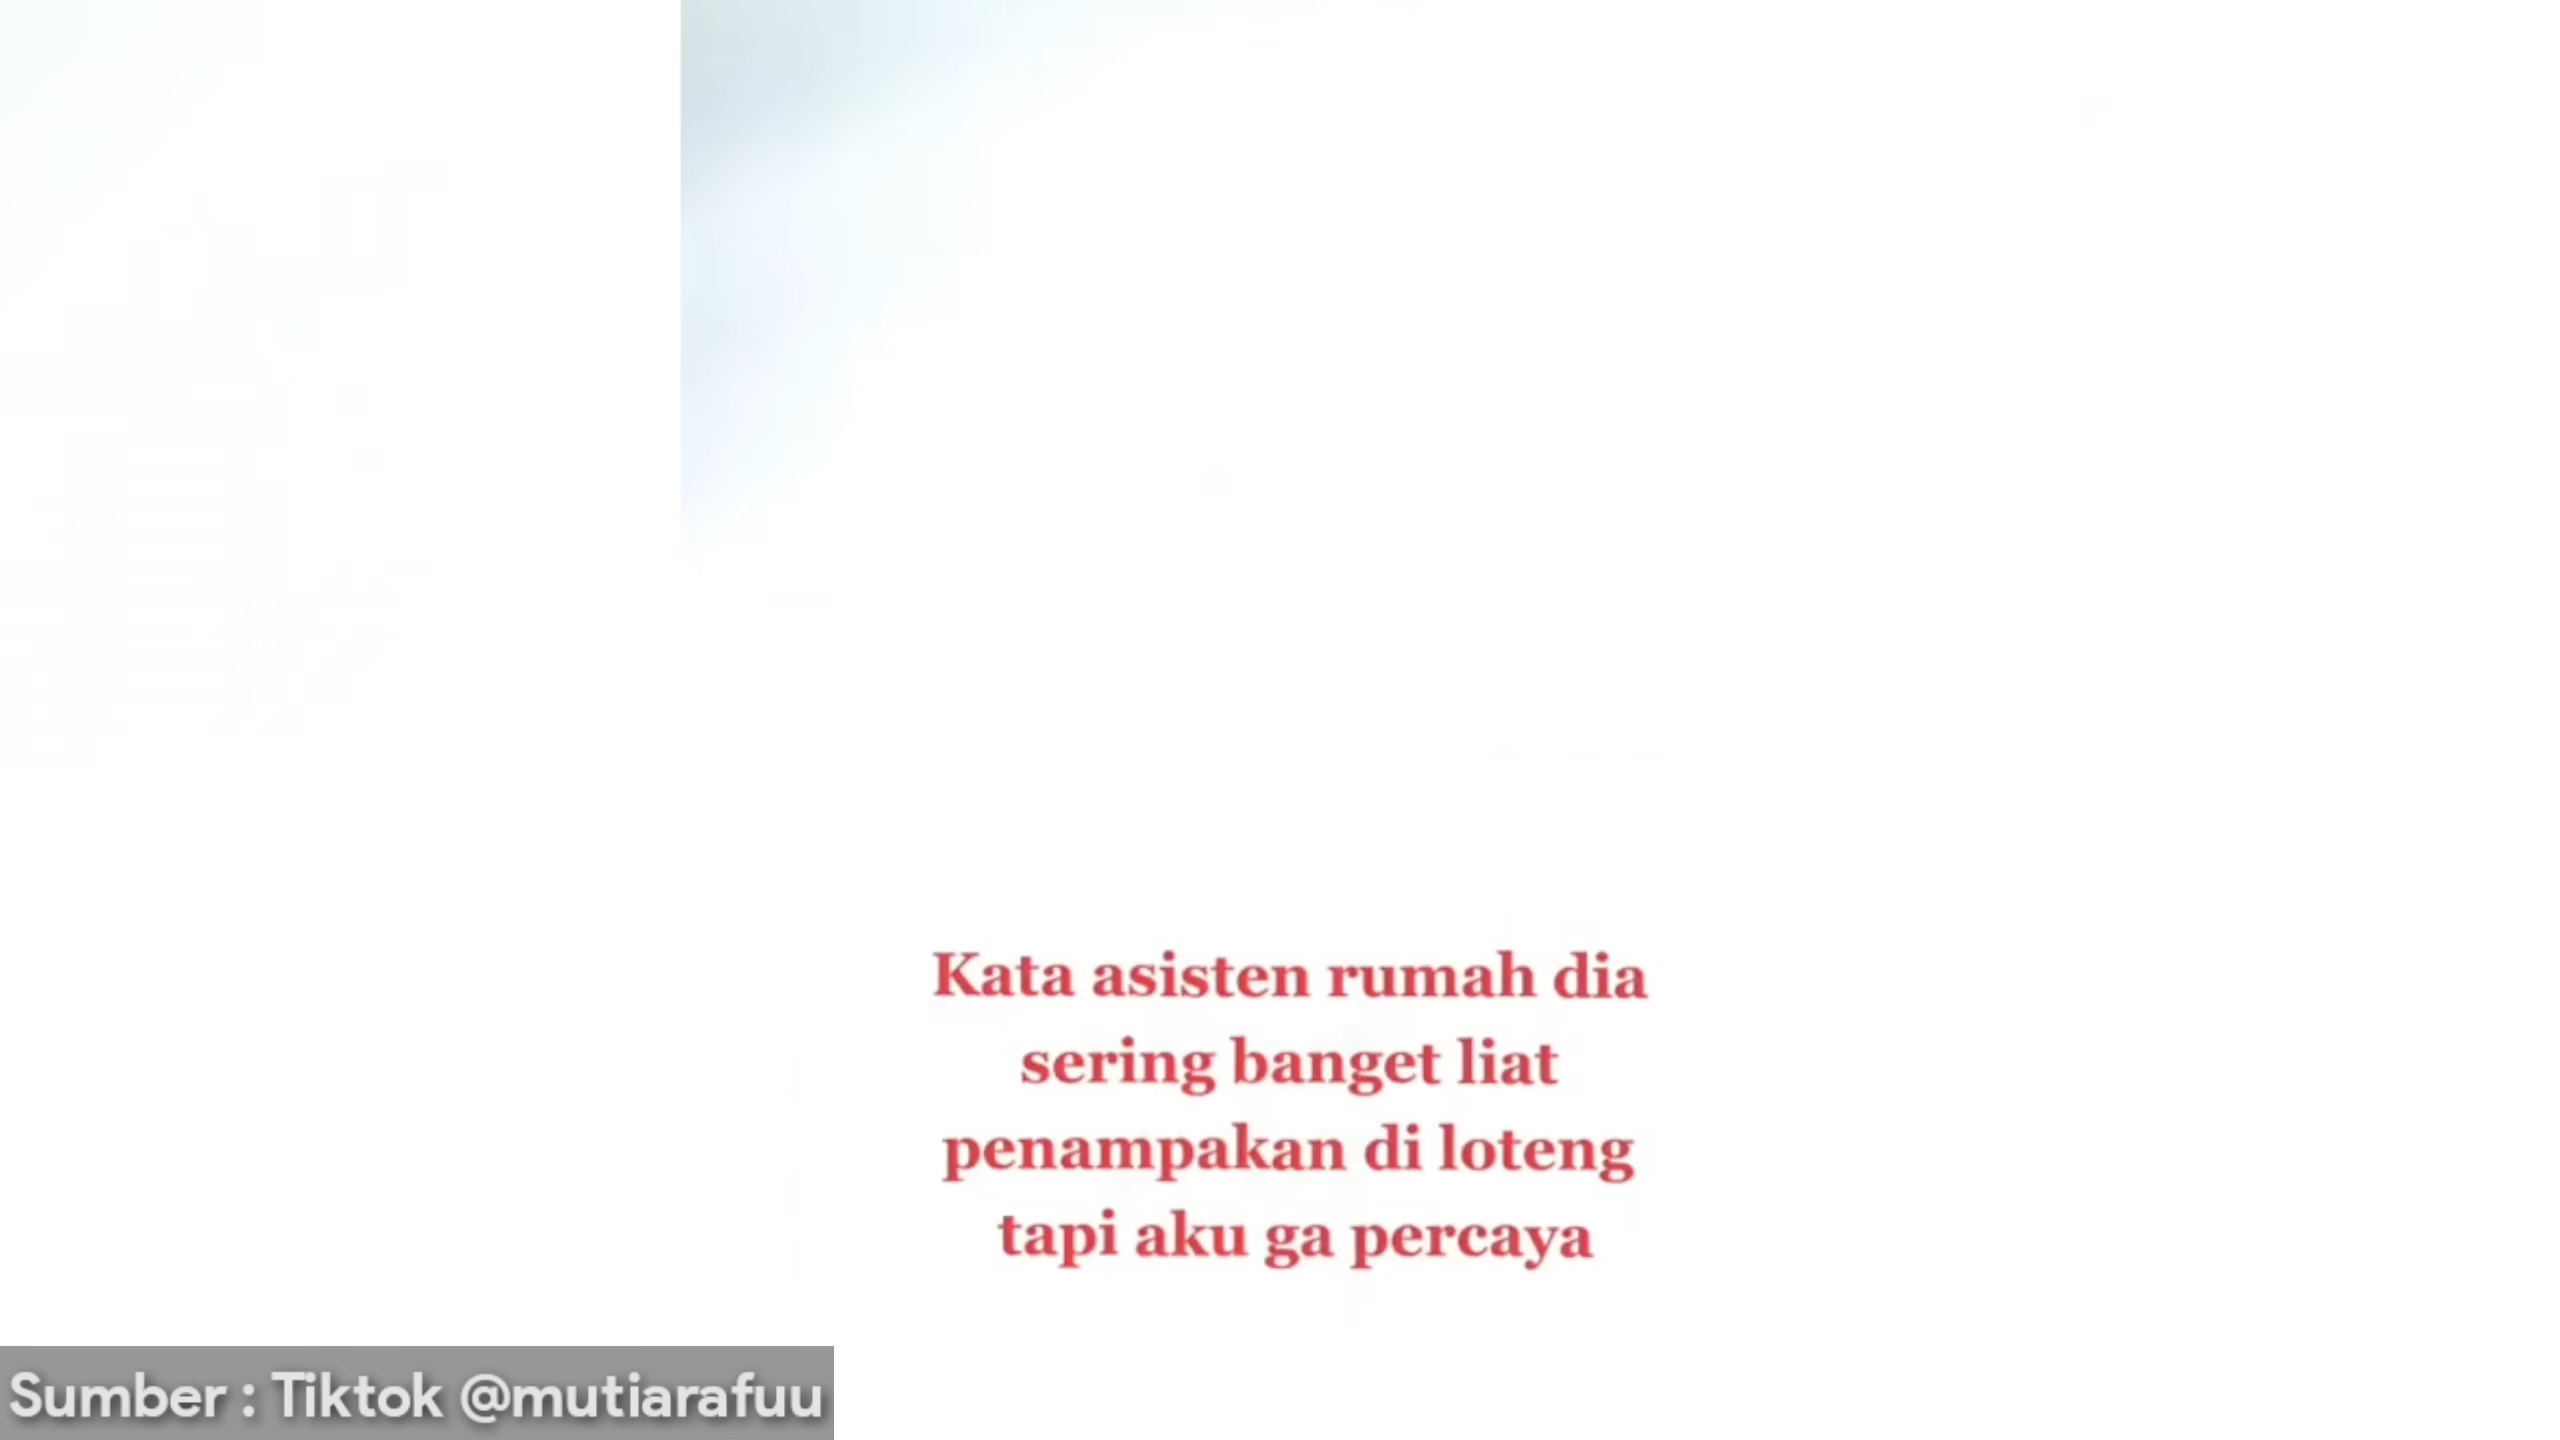 Kata asisten rumah dia
sering banget liat
penampakan di loteng
tapi aku ga percaya
Sumber : Tiktok @mutiarafuu